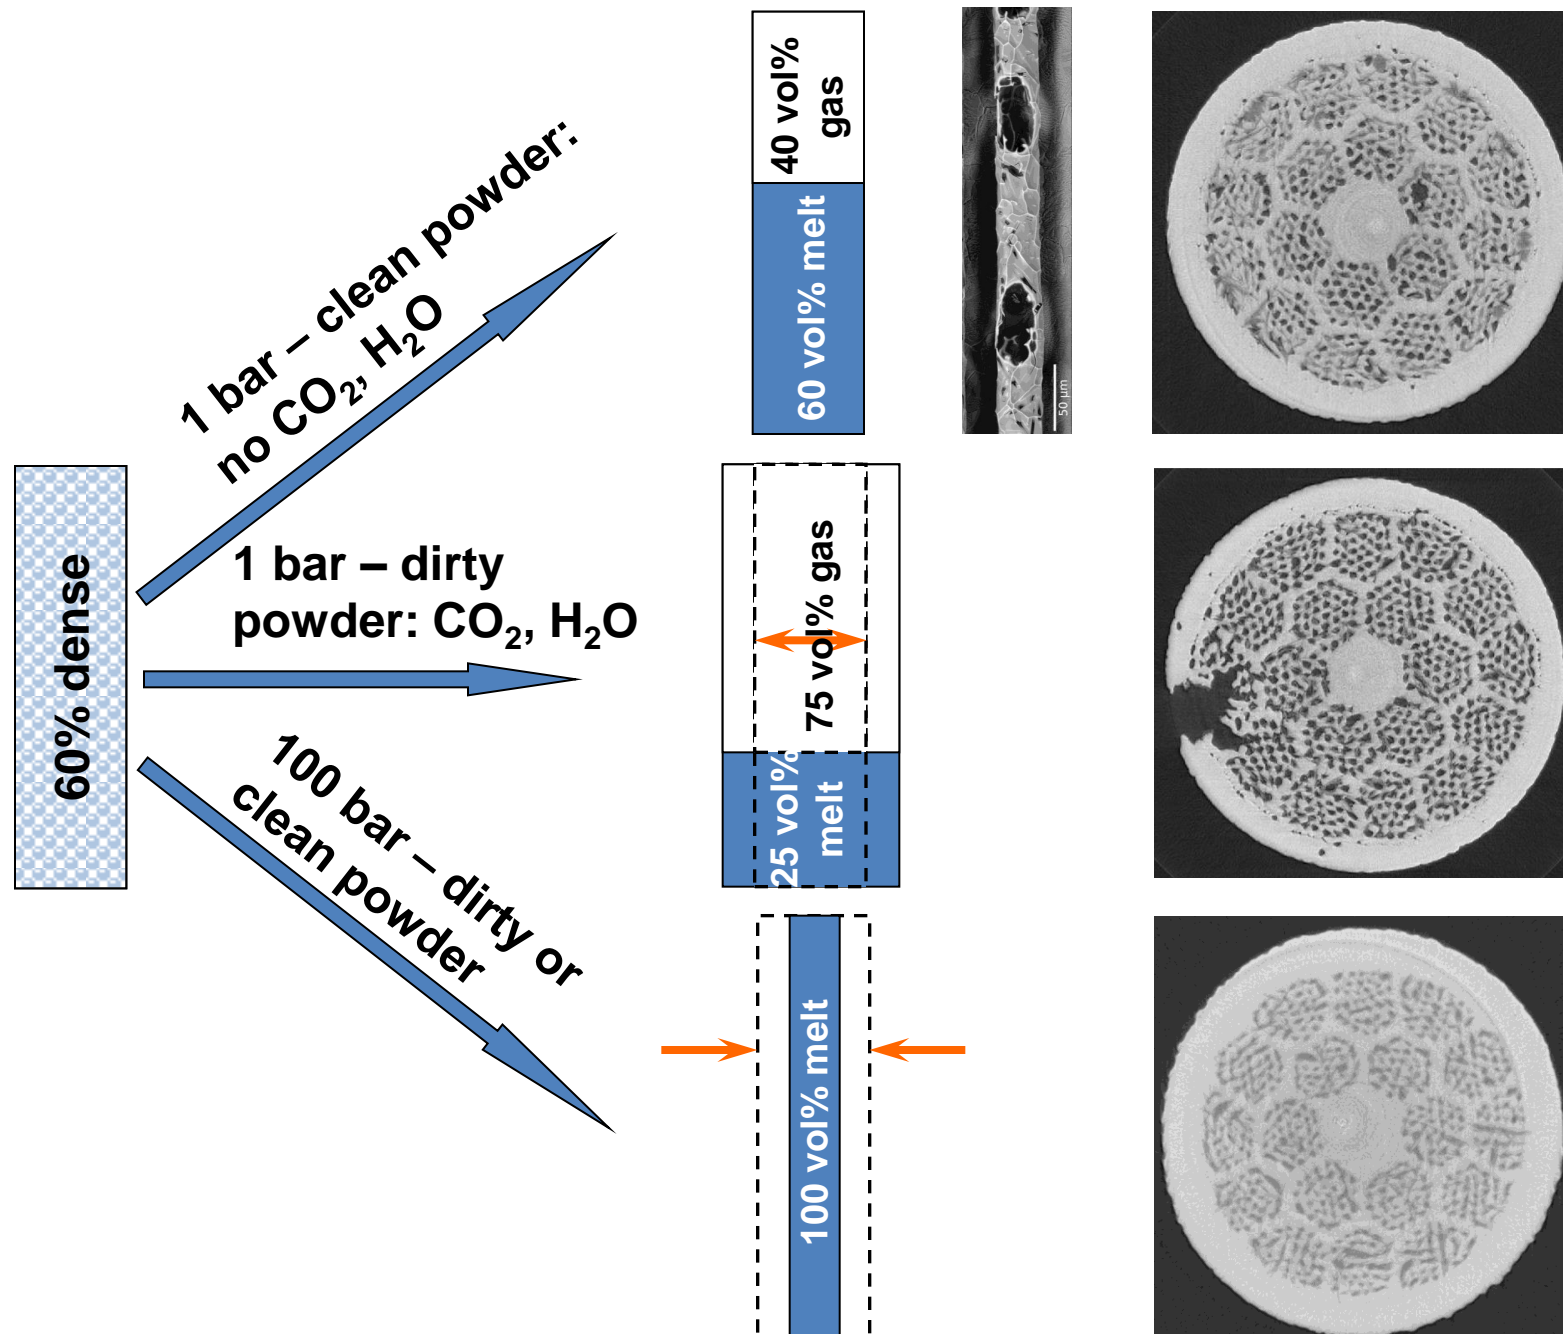 60% dense
1 bar – clean powder:
no CO₂, H₂O
1 bar – dirty
powder: CO₂, H₂O
100 bar – dirty or
clean powder
40 vol%
gas
60 vol% melt
50 µm
75 vol% gas
25 vol%
melt
100 vol% melt